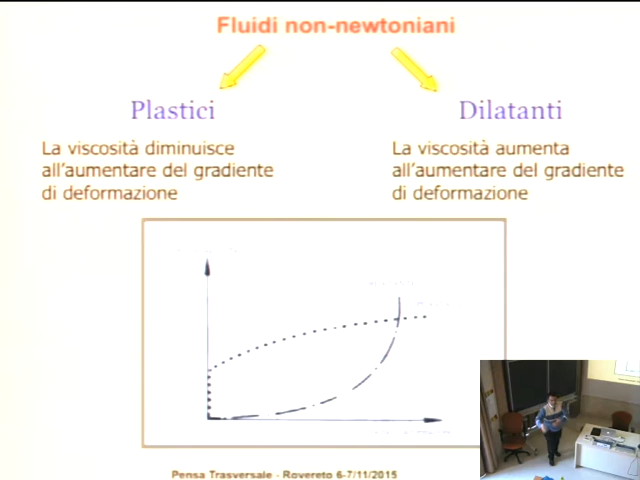 Fluidi non-newtoniani
Plastici
La viscosità diminuisce
all'aumentare del gradiente
di deformazione
Dilatanti
La viscosità aumenta
all'aumentare del gradiente
di deformazione
Pensa Trasversale - Rovereto 6-7/11/2015